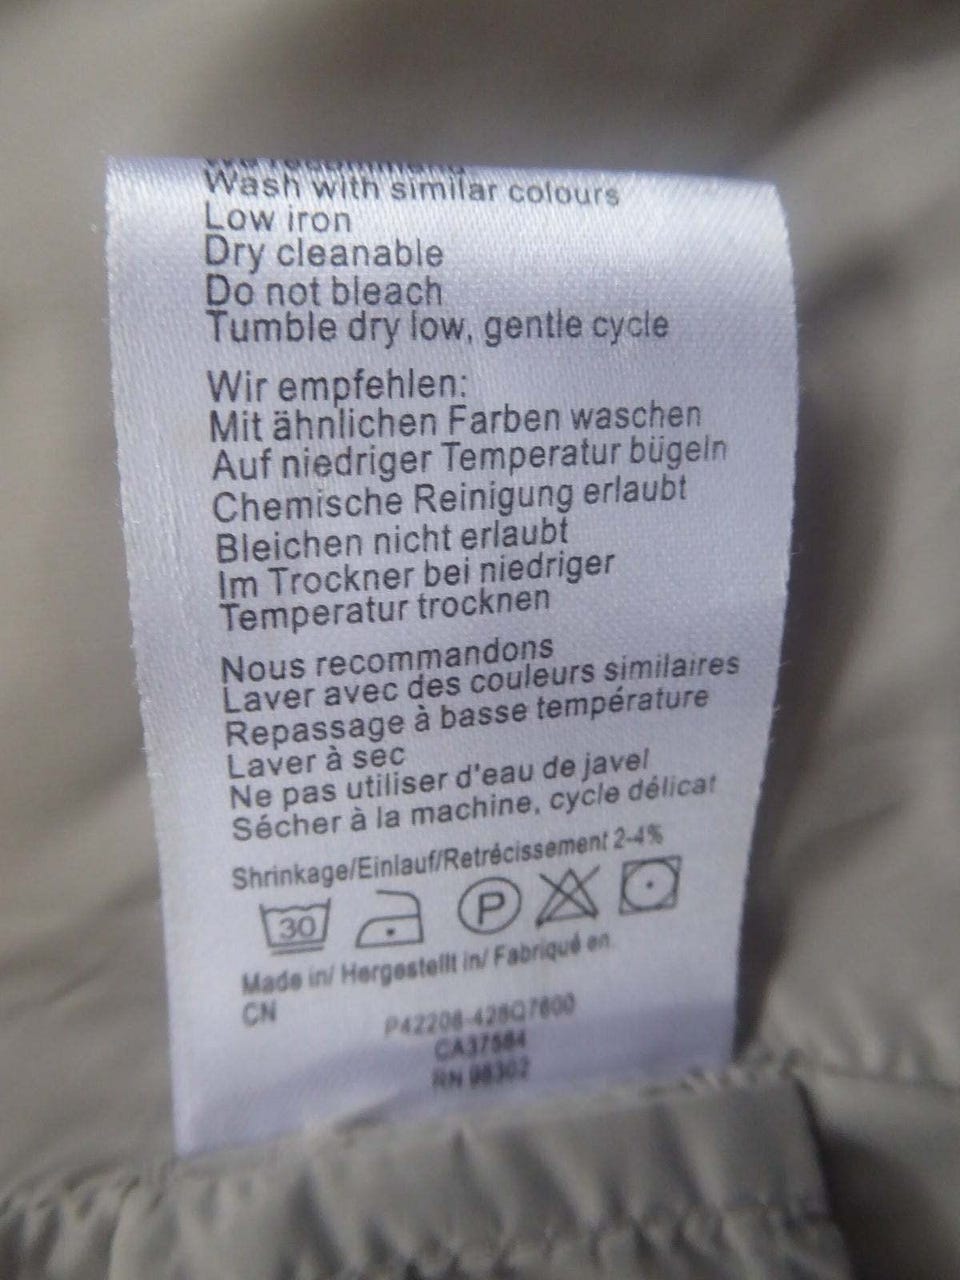 We recommend
Wash with similar colours
Low iron
Dry cleanable
Do not bleach
Tumble dry low, gentle cycle
Wir empfehlen:
Mit ähnlichen Farben waschen
Auf niedriger Temperatur bügeln
Chemische Reinigung erlaubt
Bleichen nicht erlaubt
Im Trockner bei niedriger
Temperatur trocknen
Nous recommandons
Laver avec des couleurs similaires
Repassage à basse température
Laver à sec
Ne pas utiliser d'eau de javel
Sécher à la machine, cycle délicat
Shrinkage/Einlauf/Retrécissement 2-4%
30 P
Made in/ Hergestellt in/ Fabriqué en
CN
CA37584
RN